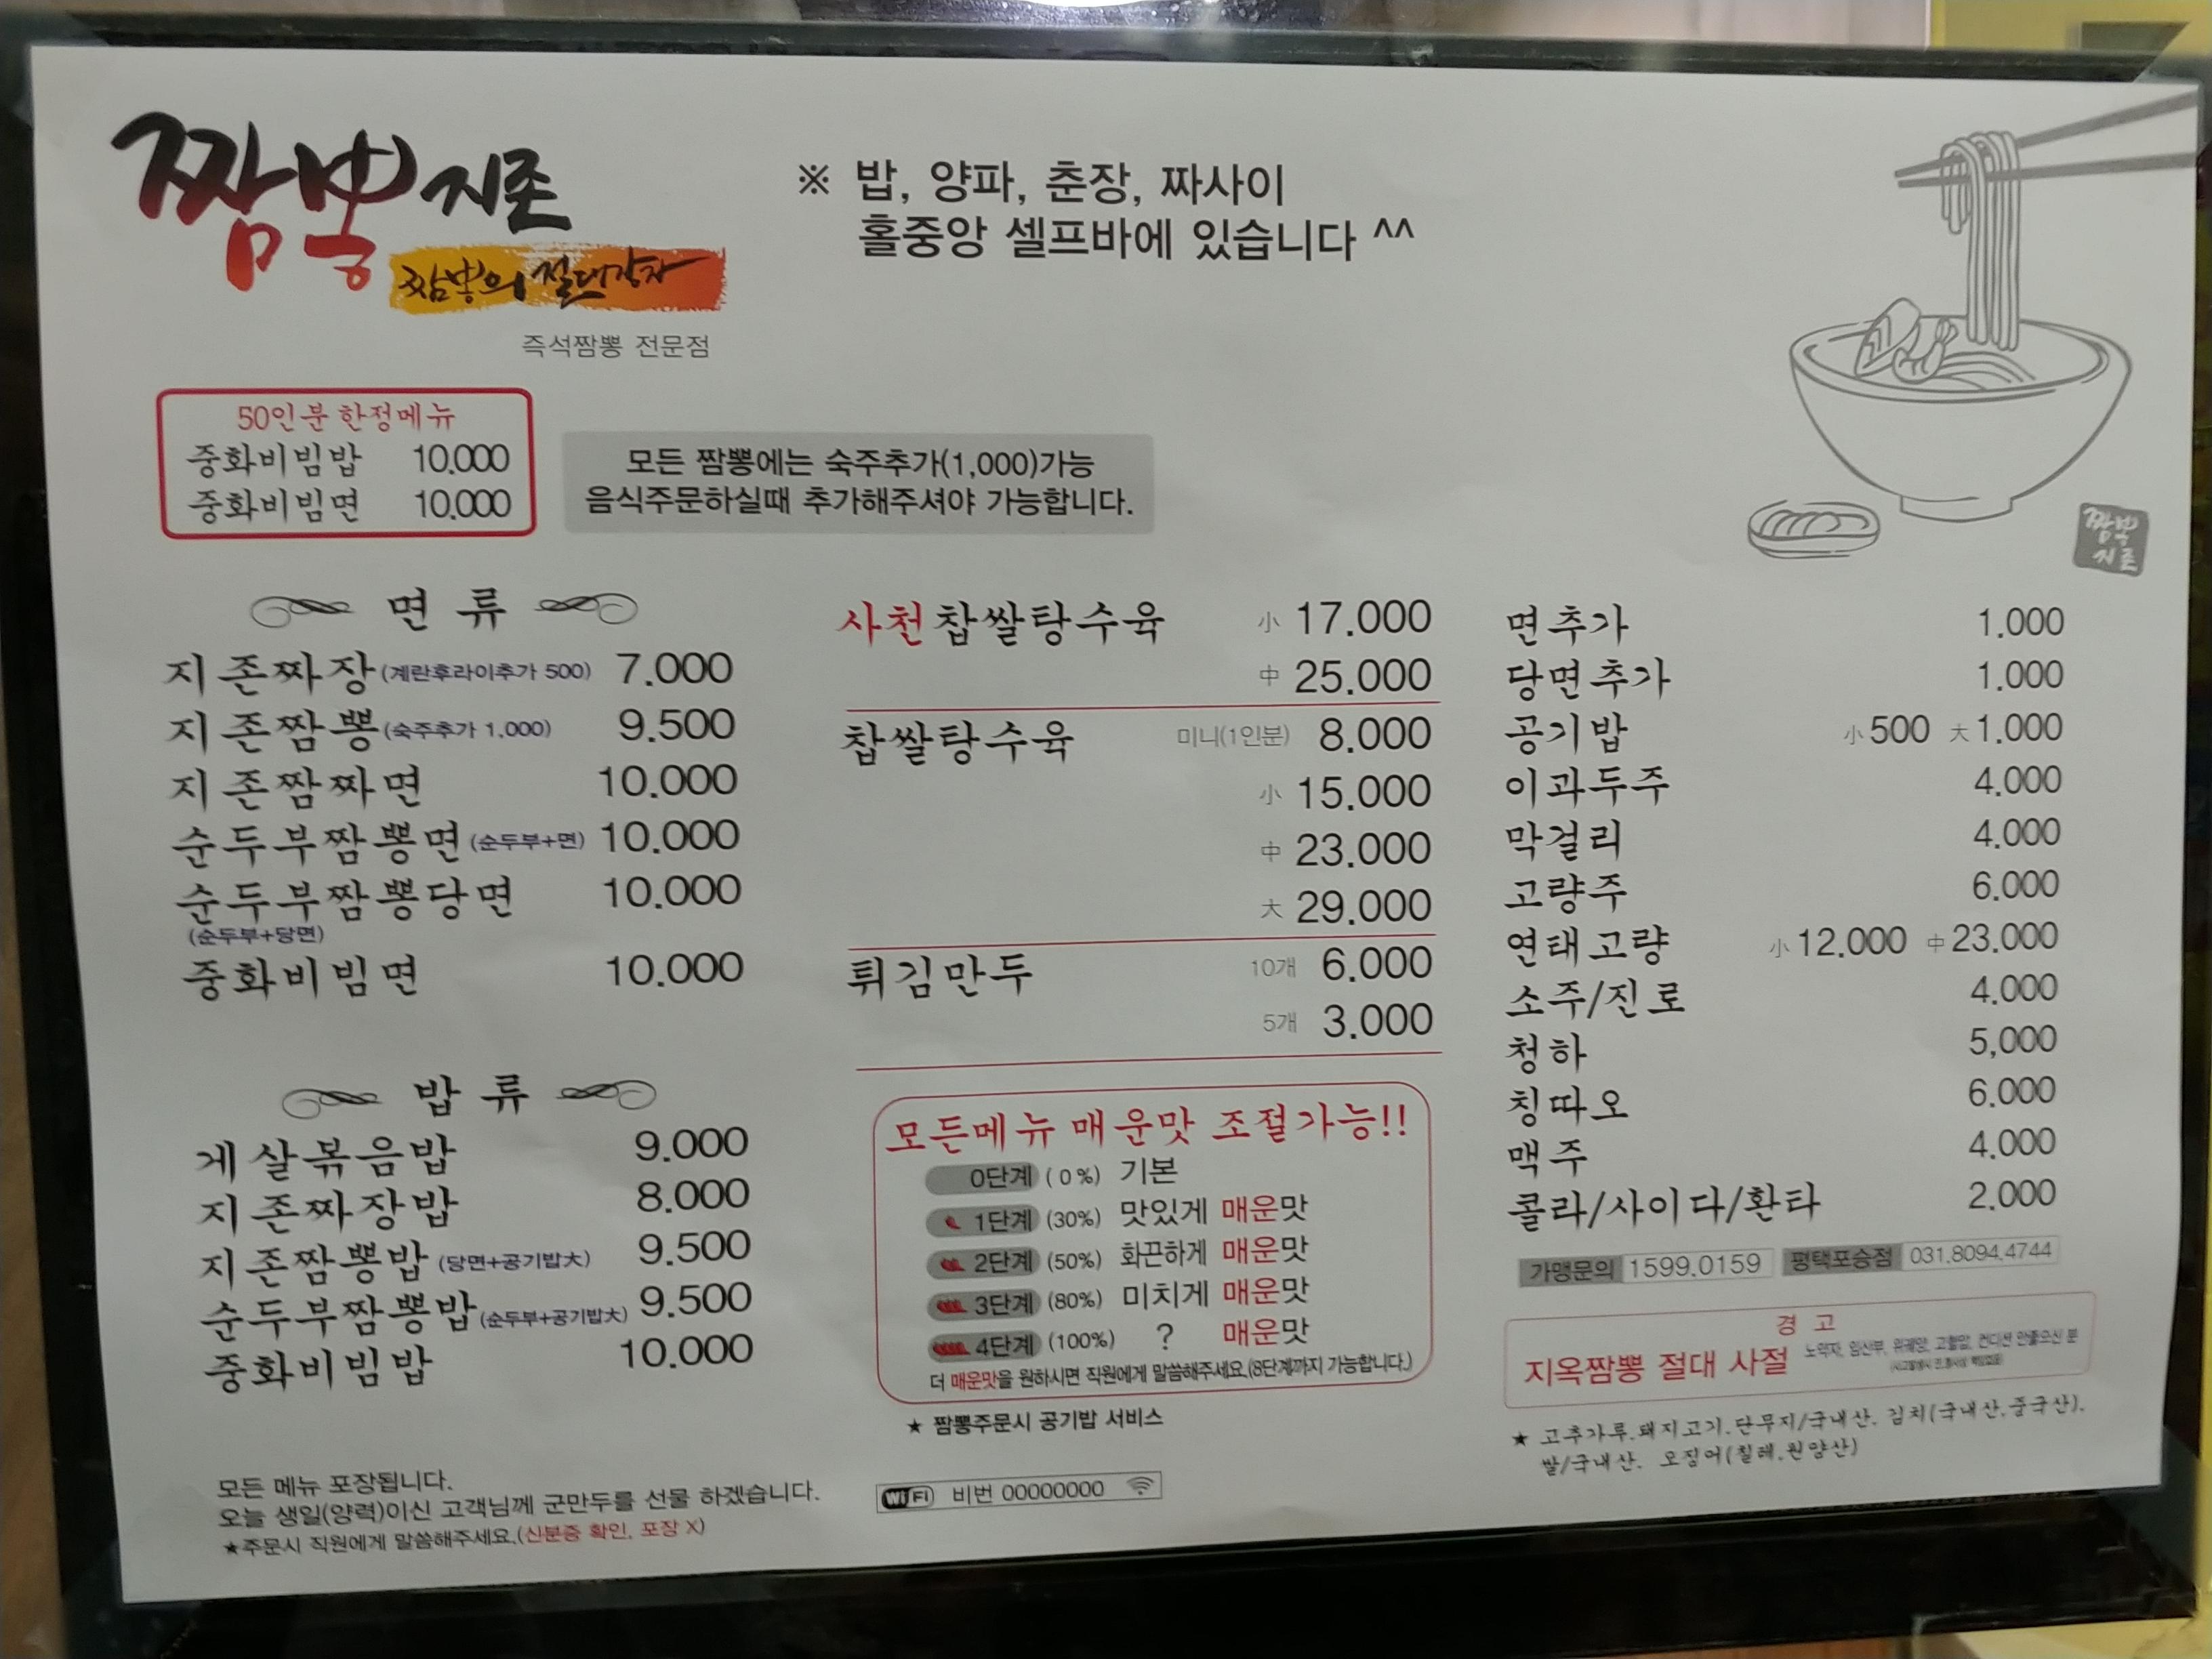 짬뽕지존
짬뽕의 절대강자
즉석짬뽕 전문점
※ 밥, 양파, 춘장, 짜사이
홀중앙 셀프바에 있습니다 ^^
50인분 한정메뉴
중화비빔밥 10.000
중화비빔면 10.000
모든 짬뽕에는 숙주추가(1,000)가능
음식주문하실때 추가해주셔야 가능합니다.
짬뽕
지존
면 류
지존짜장(계란후라이추가 500) 7.000
지존짬뽕(숙주추가 1.000) 9.500
지존짬짜면 10.000
순두부짬뽕면(순두부+면) 10.000
순두부짬뽕당면 10.000
(순두부+당면)
중화비빔면 10.000
밥 류
게살볶음밥 9.000
지존짜장밥 8.000
지존짬뽕밥(당면+공기밥大) 9.500
순두부짬뽕밥(순두부+공기밥大) 9.500
중화비빔밥 10.000
모든 메뉴 포장됩니다.
오늘 생일(양력)이신 고객님께 군만두를 선물 하겠습니다.
★주문시 직원에게 말씀해주세요.(신분증 확인, 포장 X)
사천찹쌀탕수육 小 17.000
中 25.000
찹쌀탕수육 미니(1인분) 8.000
小 15.000
中 23.000
大 29.000
튀김만두 10개 6.000
5개 3.000
모든메뉴 매운맛 조절가능!!
0단계 (0%) 기본
1단계 (30%) 맛있게 매운맛
2단계 (50%) 화끈하게 매운맛
3단계 (80%) 미치게 매운맛
4단계 (100%) ? 매운맛
더 매운맛을 원하시면 직원에게 말씀해주세요.(8단계까지 가능합니다.)
★ 짬뽕주문시 공기밥 서비스
WiFi 비번 00000000
면추가 1.000
당면추가 1.000
공기밥 小 500 大 1.000
이과두주 4.000
막걸리 4.000
고량주 6.000
연태고량 小 12.000 中 23.000
소주/진로 4.000
청하 5,000
칭따오 6.000
맥주 4.000
콜라/사이다/환타 2.000
가맹문의 1599.0159 평택포승점 031.8094.4744
경 고
지옥짬뽕 절대 사절 노약자, 임산부, 위궤양, 고혈압, 컨디션 안좋으신 분
★ 고추가루.돼지고기.단무지/국내산. 김치(국내산.중국산).
쌀/국내산. 오징어(칠레.원양산)